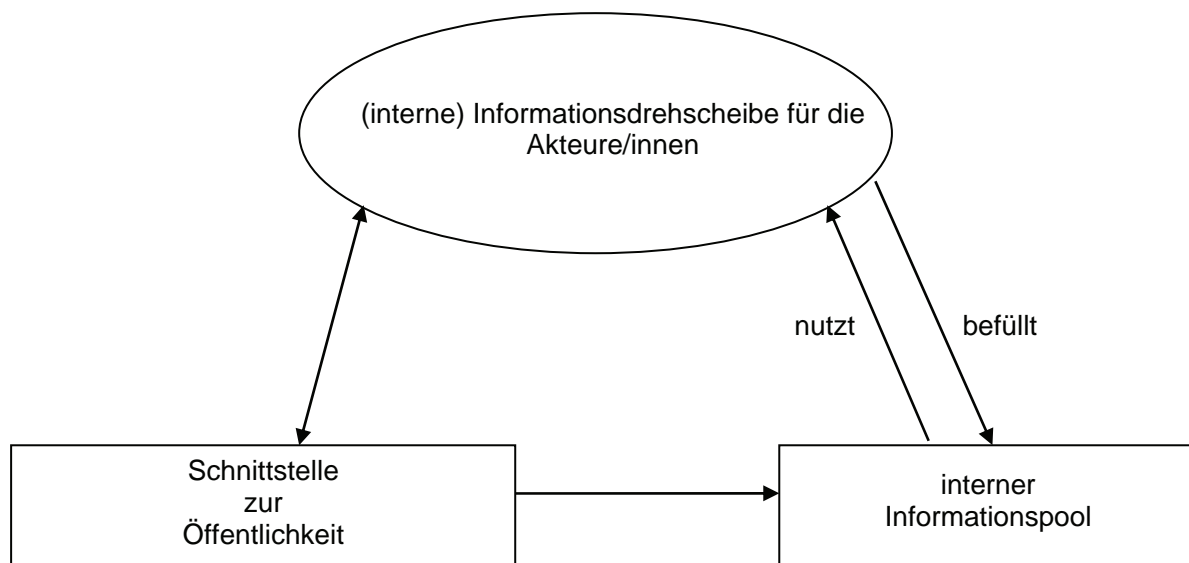 (interne) Informationsdrehscheibe für die
Akteure/innen
nutzt
befüllt
Schnittstelle
zur
Öffentlichkeit
interner
Informationspool